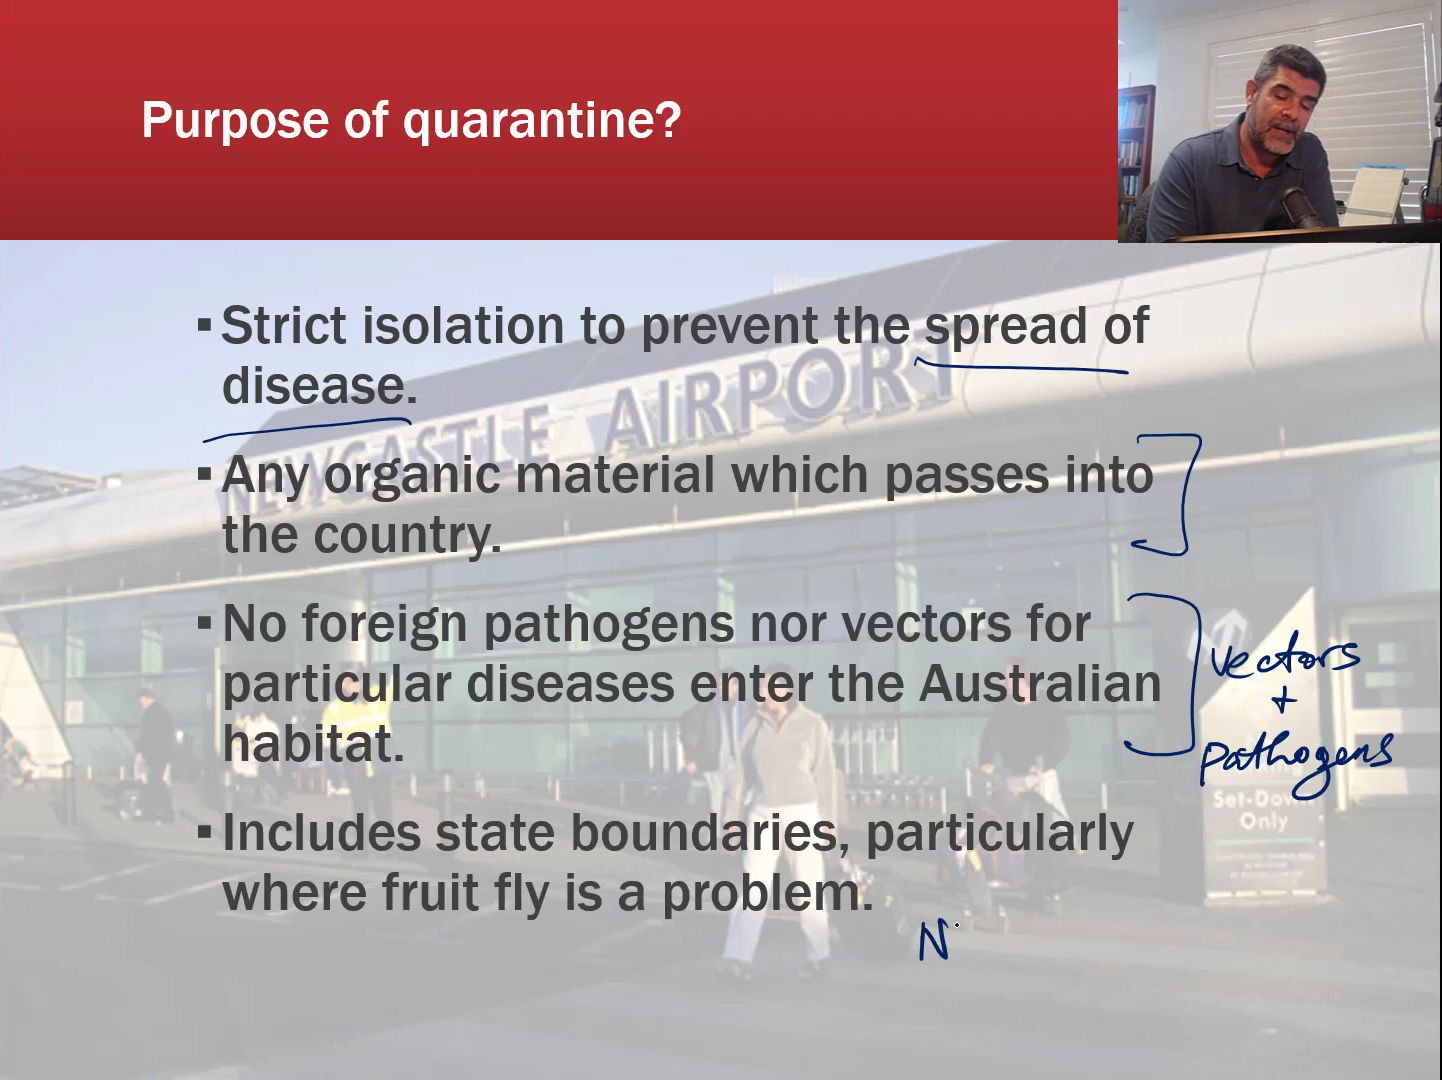 Purpose of quarantine?
▪ Strict isolation to prevent the spread of
disease.
NEWCASTLE AIRPORT
▪ Any organic material which passes into
the country.
▪ No foreign pathogens nor vectors for
particular diseases enter the Australian
habitat.
vectors
+
pathogens
Set-Down
Only
▪ Includes state boundaries, particularly
where fruit fly is a problem.
N